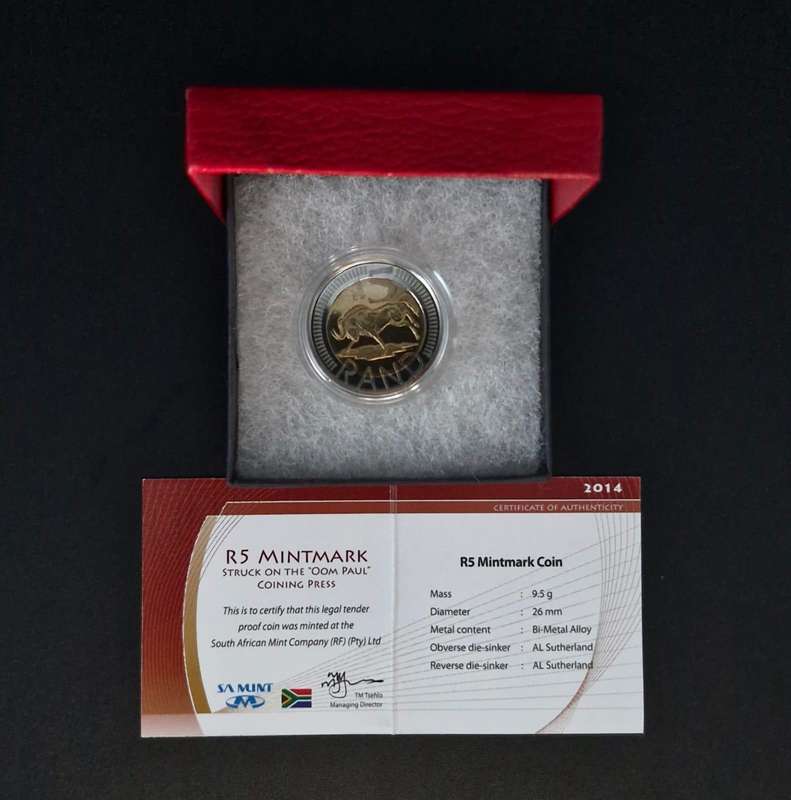 RAND
2014
CERTIFICATE OF AUTHENTICITY
R5 MINTMARK
STRUCK ON THE "OOM PAUL"
COINING PRESS
This is to certify that this legal tender
proof coin was minted at the
South African Mint Company (RF) (Pty) Ltd
SA MINT
TM Tsehlo
Managing Director
R5 Mintmark Coin
Mass : 9.5 g
Diameter : 26 mm
Metal content : Bi-Metal Alloy
Obverse die-sinker : AL Sutherland
Reverse die-sinker : AL Sutherland